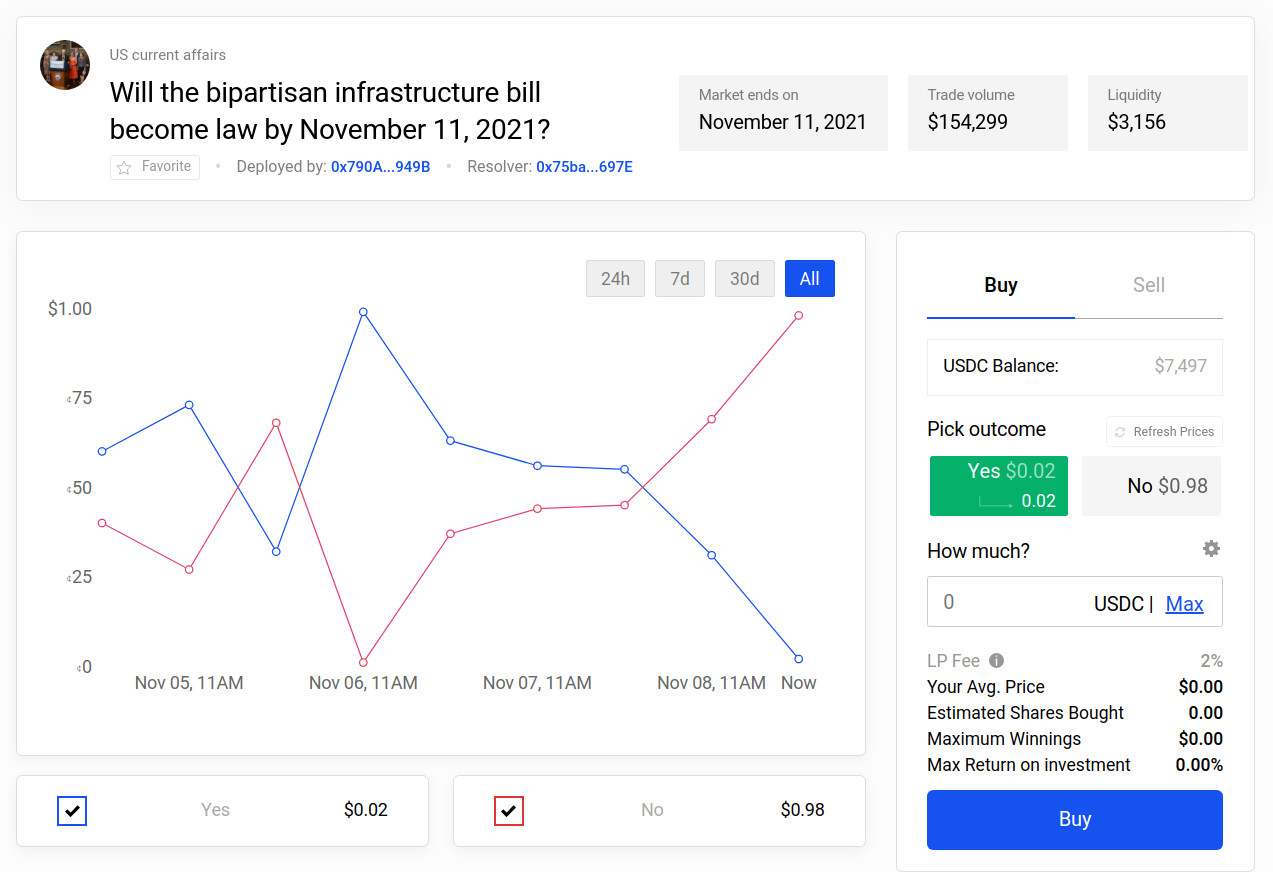 US current affairs
Will the bipartisan infrastructure bill
become law by November 11, 2021?
Favorite • Deployed by: 0x790A...949B • Resolver: 0x75ba...697E
Market ends on
November 11, 2021
Trade volume
$154,299
Liquidity
$3,156
24h 7d 30d All
$1.00
¢75
¢50
¢25
¢0
Nov 05, 11AM Nov 06, 11AM Nov 07, 11AM Nov 08, 11AM Now
Yes $0.02
No $0.98
Buy Sell
USDC Balance: $7,497
Pick outcome Refresh Prices
Yes $0.02
0.02
No $0.98
How much?
0 USDC | Max
LP Fee 2%
Your Avg. Price $0.00
Estimated Shares Bought 0.00
Maximum Winnings $0.00
Max Return on investment 0.00%
Buy